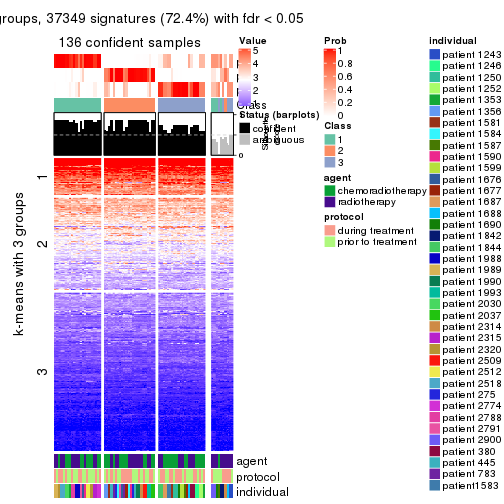 groups, 37349 signatures (72.4%) with fdr < 0.05
136 confident samples
Class
k-means with 3 groups
1
2
3
agent
protocol
individual
0
Value
5
4
3
2
1
Status (barplots)
confident
ambiguous
Prob
1
0.8
0.6
0.4
0.2
0
Class
1
2
3
agent
chemoradiotherapy
radiotherapy
protocol
during treatment
prior to treatment
individual
patient 1243
patient 1246
patient 1250
patient 1252
patient 1353
patient 1356
patient 1581
patient 1584
patient 1587
patient 1590
patient 1599
patient 1676
patient 1677
patient 1687
patient 1688
patient 1690
patient 1842
patient 1844
patient 1988
patient 1989
patient 1990
patient 1993
patient 2030
patient 2037
patient 2314
patient 2315
patient 2320
patient 2509
patient 2512
patient 2518
patient 275
patient 2774
patient 2788
patient 2791
patient 2900
patient 380
patient 445
patient 783
patient1583